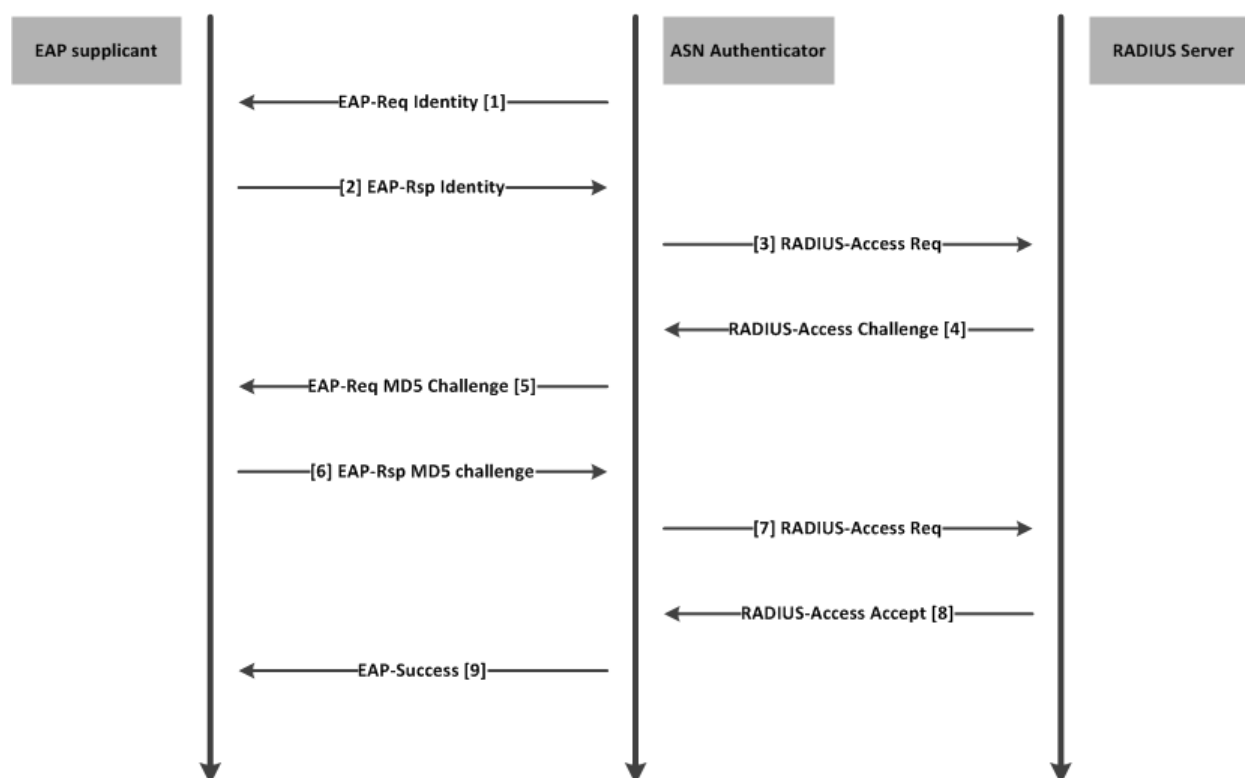 EAP supplicant
ASN Authenticator
RADIUS Server
EAP-Req Identity [1]
[2] EAP-Rsp Identity
[3] RADIUS-Access Req
RADIUS-Access Challenge [4]
EAP-Req MD5 Challenge [5]
[6] EAP-Rsp MD5 challenge
[7] RADIUS-Access Req
RADIUS-Access Accept [8]
EAP-Success [9]